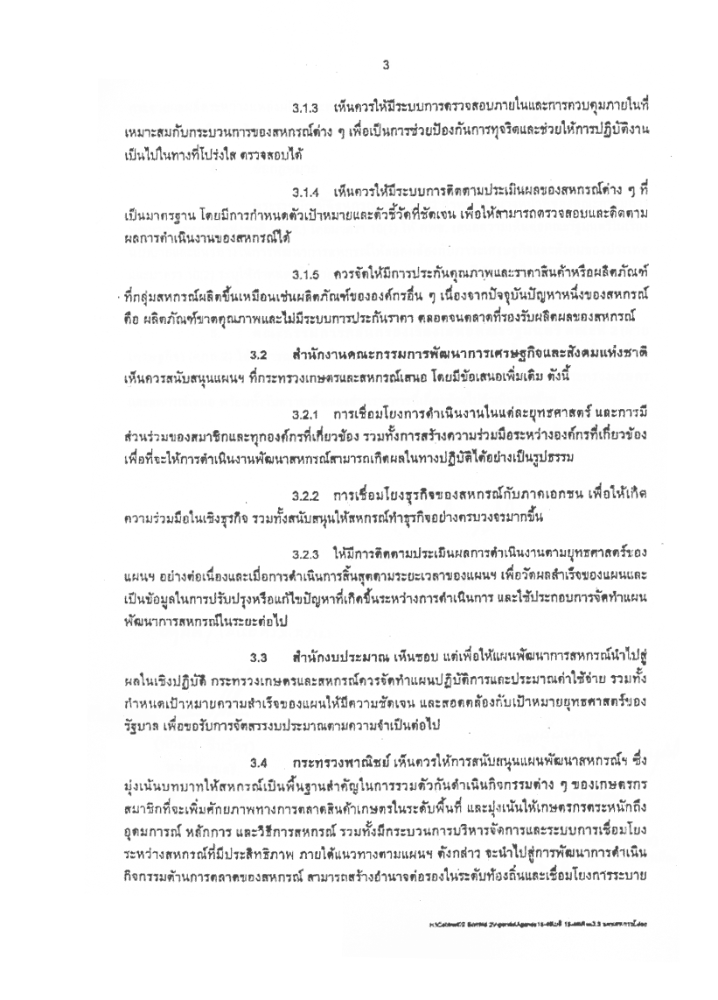 3
3.1.3 เห็นควรให้มีระบบการตรวจสอบภายในและการควบคุมภายในที่
เหมาะสมกับกระบวนการของสหกรณ์ต่าง ๆ เพื่อเป็นการช่วยป้องกันการทุจริตและช่วยให้การปฏิบัติงาน
เป็นไปในทางที่โปร่งใส ตรวจสอบได้
3.1.4 เห็นควรให้มีระบบการติดตามประเมินผลของสหกรณ์ต่าง ๆ ที่
เป็นมาตรฐาน โดยมีการกำหนดตัวเป้าหมายและตัวชี้วัดที่ชัดเจน เพื่อให้สามารถตรวจสอบและติดตาม
ผลการดำเนินงานของสหกรณ์ได้
3.1.5 ควรจัดให้มีการประกันคุณภาพและราคาสินค้าหรือผลิตภัณฑ์
ที่กลุ่มสหกรณ์ผลิตขึ้นเหมือนเช่นผลิตภัณฑ์ขององค์กรอื่น ๆ เนื่องจากปัจจุบันปัญหาหนึ่งของสหกรณ์
คือ ผลิตภัณฑ์ขาดคุณภาพและไม่มีระบบการประกันราคา ตลอดจนตลาดที่รองรับผลิตผลของสหกรณ์
3.2 สำนักงานคณะกรรมการพัฒนาการเศรษฐกิจและสังคมแห่งชาติ
เห็นควรสนับสนุนแผนฯ ที่กระทรวงเกษตรและสหกรณ์เสนอ โดยมีข้อเสนอเพิ่มเติม ดังนี้
3.2.1 การเชื่อมโยงการดำเนินงานในแต่ละยุทธศาสตร์ และการมี
ส่วนร่วมของสมาชิกและทุกองค์กรที่เกี่ยวข้อง รวมทั้งการสร้างความร่วมมือระหว่างองค์กรที่เกี่ยวข้อง
เพื่อที่จะให้การดำเนินงานพัฒนาสหกรณ์สามารถเกิดผลในทางปฏิบัติได้อย่างเป็นรูปธรรม
3.2.2 การเชื่อมโยงธุรกิจของสหกรณ์กับภาคเอกชน เพื่อให้เกิด
ความร่วมมือในเชิงธุรกิจ รวมทั้งสนับสนุนให้สหกรณ์ทำธุรกิจอย่างครบวงจรมากขึ้น
3.2.3 ให้มีการติดตามประเมินผลการดำเนินงานตามยุทธศาสตร์ของ
แผนฯ อย่างต่อเนื่องและเมื่อการดำเนินการสิ้นสุดตามระยะเวลาของแผนฯ เพื่อวัดผลสำเร็จของแผนและ
เป็นข้อมูลในการปรับปรุงหรือแก้ไขปัญหาที่เกิดขึ้นระหว่างการดำเนินการ และใช้ประกอบการจัดทำแผน
พัฒนาการสหกรณ์ในระยะต่อไป
3.3 สำนักงบประมาณ เห็นชอบ แต่เพื่อให้แผนพัฒนาการสหกรณ์นำไปสู่
ผลในเชิงปฏิบัติ กระทรวงเกษตรและสหกรณ์ควรจัดทำแผนปฏิบัติการและประมาณค่าใช้จ่าย รวมทั้ง
กำหนดเป้าหมายความสำเร็จของแผนให้มีความชัดเจน และสอดคล้องกับเป้าหมายยุทธศาสตร์ของ
รัฐบาล เพื่อขอรับการจัดสรรงบประมาณตามความจำเป็นต่อไป
3.4 กระทรวงพาณิชย์ เห็นควรให้การสนับสนุนแผนพัฒนาสหกรณ์ฯ ซึ่ง
มุ่งเน้นบทบาทให้สหกรณ์เป็นพื้นฐานสำคัญในการรวมตัวกันดำเนินกิจกรรมต่าง ๆ ของเกษตรกร
สมาชิกที่จะเพิ่มศักยภาพทางการตลาดสินค้าเกษตรในระดับพื้นที่ และมุ่งเน้นให้เกษตรกรตระหนักถึง
อุดมการณ์ หลักการ และวิธีการสหกรณ์ รวมทั้งมีกระบวนการบริหารจัดการและระบบการเชื่อมโยง
ระหว่างสหกรณ์ที่มีประสิทธิภาพ ภายใต้แนวทางตามแผนฯ ดังกล่าว จะนำไปสู่การพัฒนาการดำเนิน
กิจกรรมด้านการตลาดของสหกรณ์ สามารถสร้างอำนาจต่อรองในระดับท้องถิ่นและเชื่อมโยงการระบาย